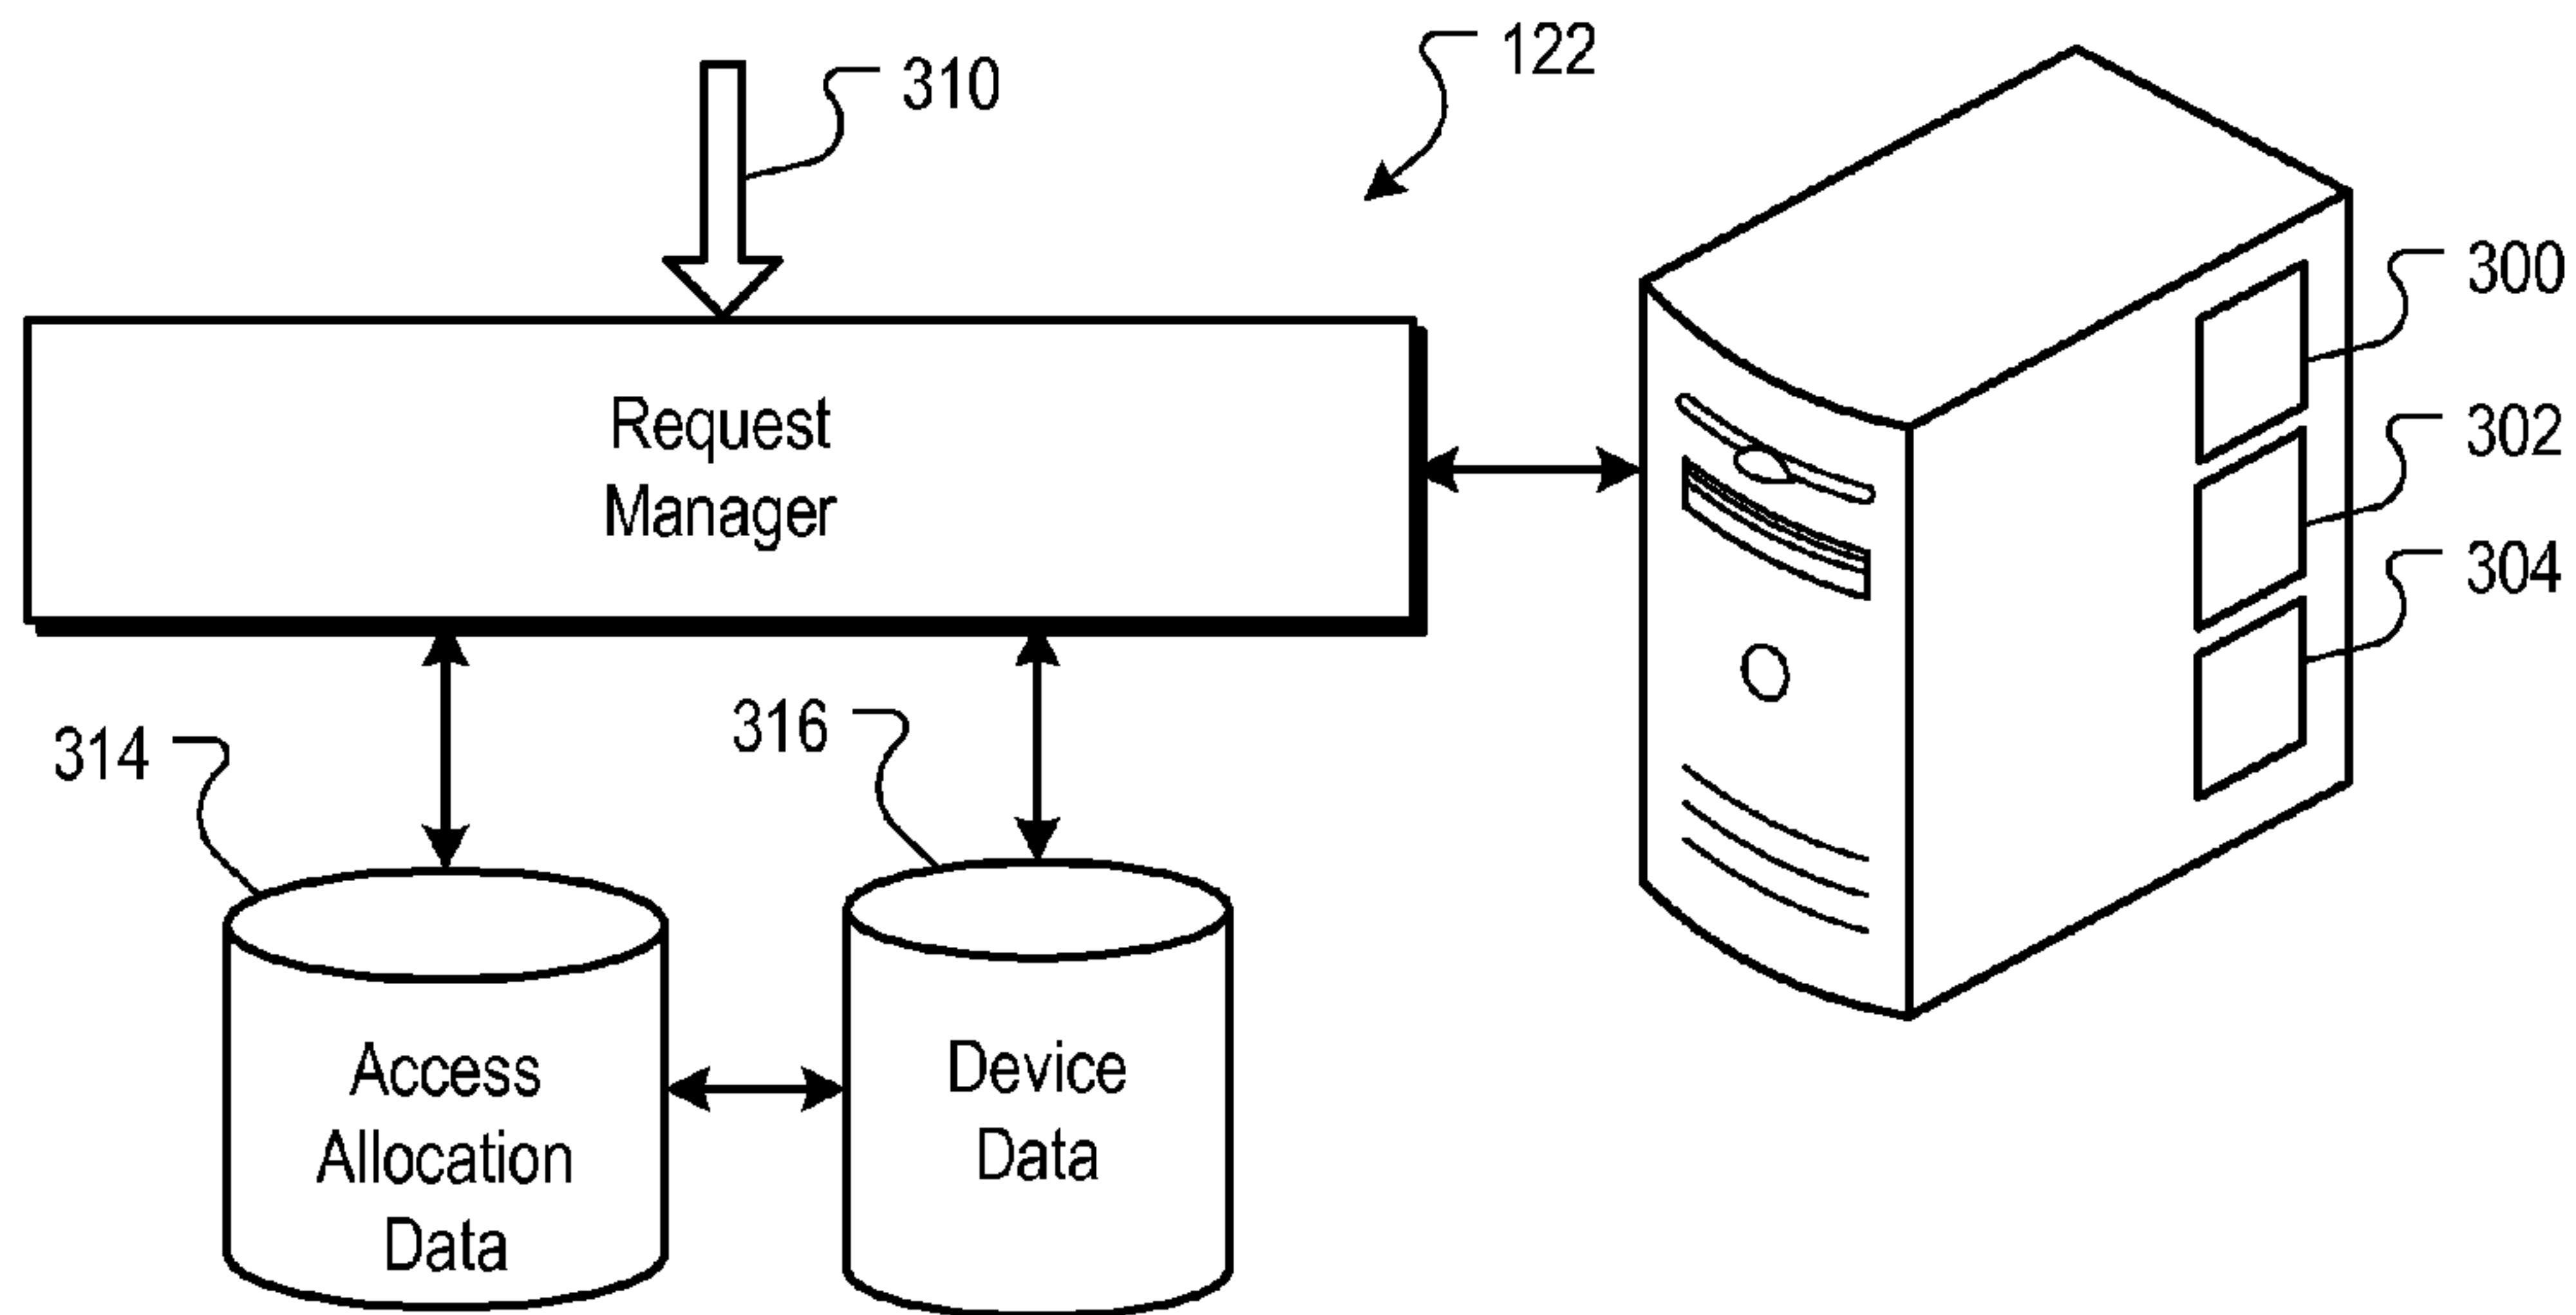 122
310
300
Request
Manager
302
304
316
314
Access
Allocation
Data
Device
Data